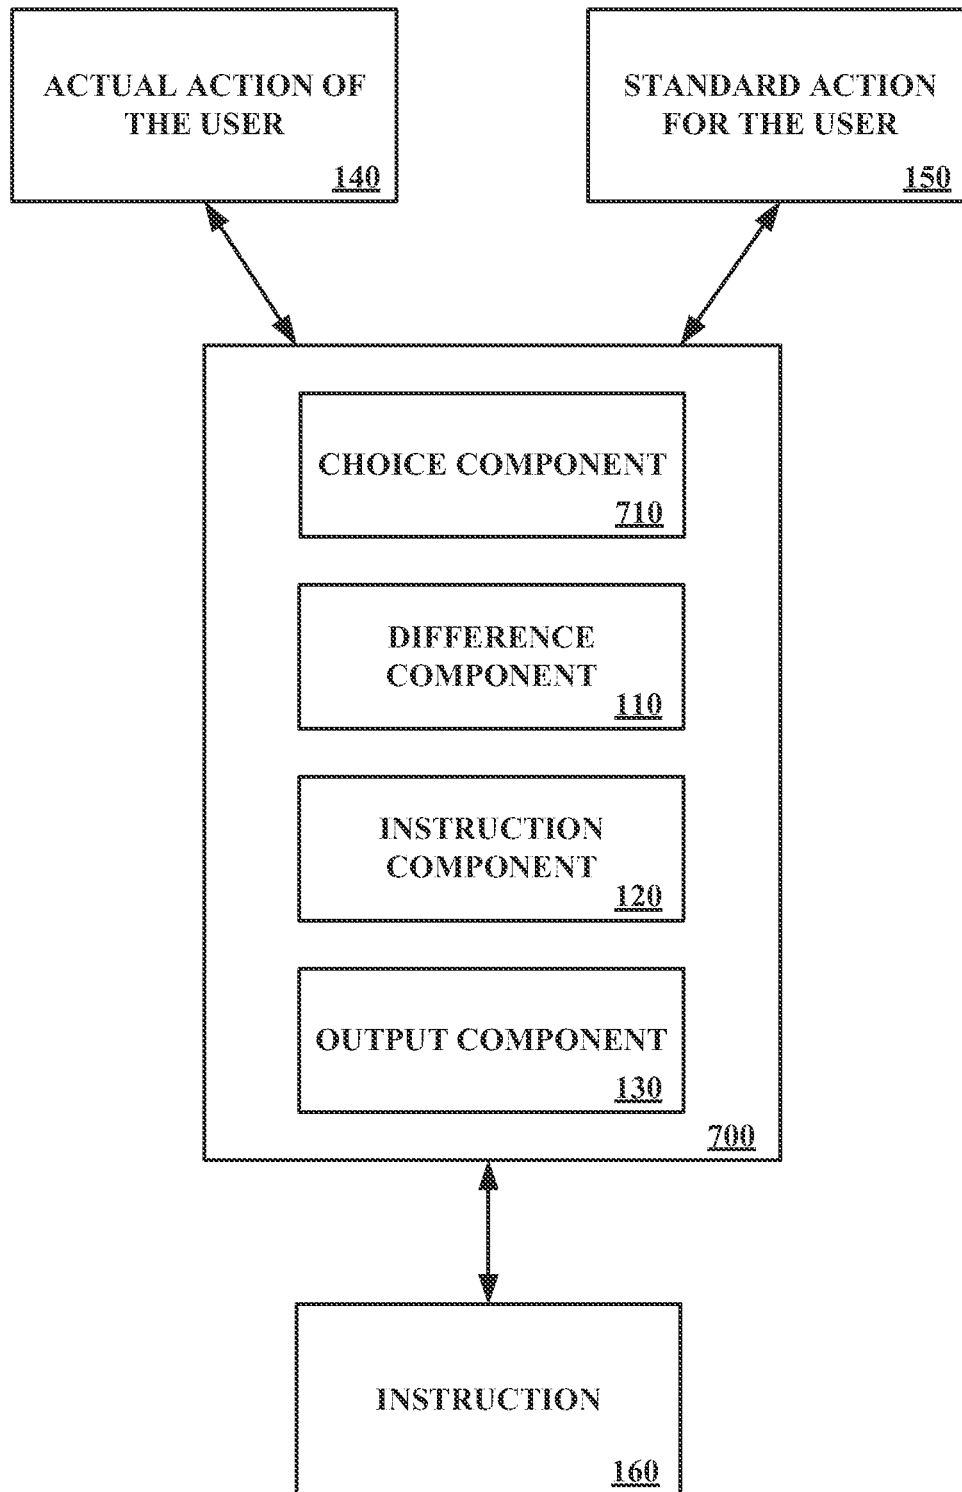 ACTUAL ACTION OF
THE USER
140
STANDARD ACTION
FOR THE USER
150
CHOICE COMPONENT
710
DIFFERENCE
COMPONENT
110
INSTRUCTION
COMPONENT
120
OUTPUT COMPONENT
130
700
INSTRUCTION
160